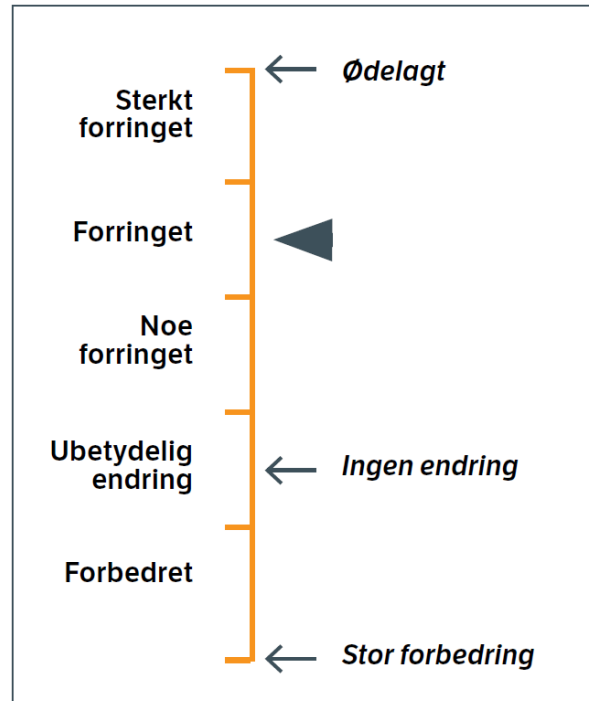 Ødelagt
Sterkt
forringet
Forringet
Noe
forringet
Ubetydelig
endring
Ingen endring
Forbedret
Stor forbedring